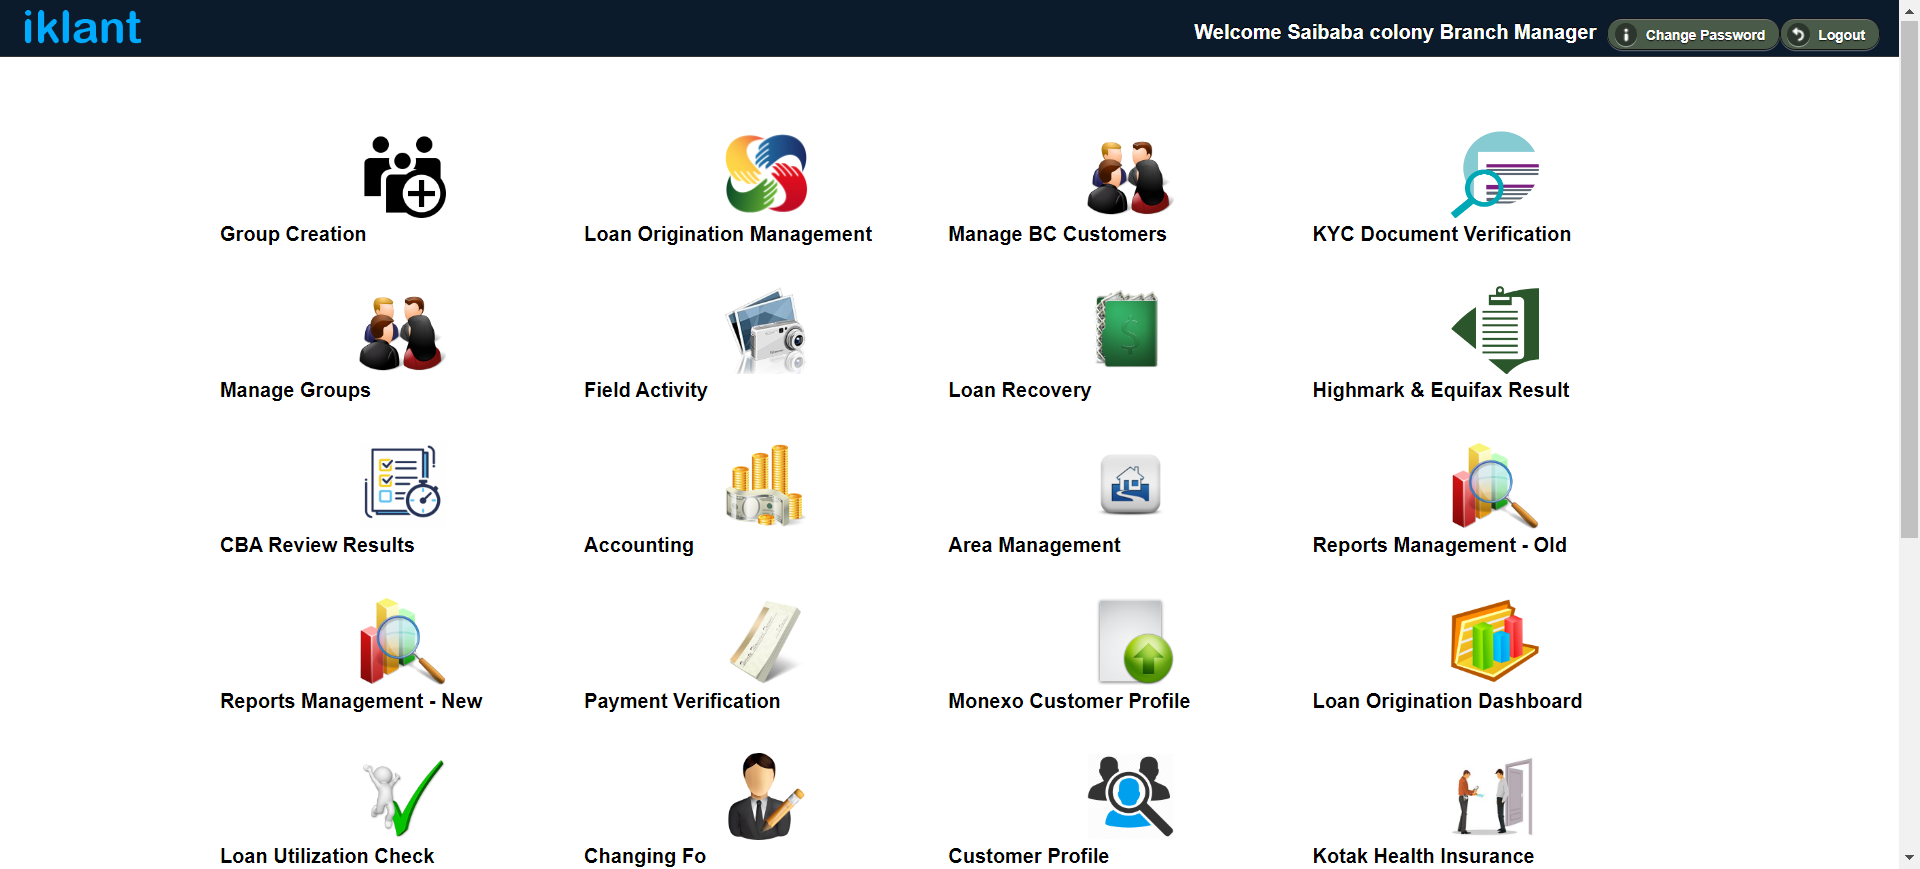 iklant
Welcome Saibaba colony Branch Manager
Change Password
Logout
Group Creation
Loan Origination Management
Manage BC Customers
KYC Document Verification
Manage Groups
Field Activity
Loan Recovery
Highmark & Equifax Result
CBA Review Results
Accounting
Area Management
Reports Management - Old
Reports Management - New
Payment Verification
Monexo Customer Profile
Loan Origination Dashboard
Loan Utilization Check
Changing Fo
Customer Profile
Kotak Health Insurance